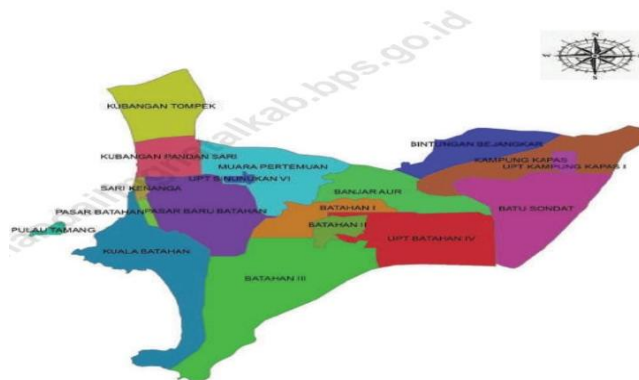 KUBANGAN TOMPEK
KUBANGAN PANDAN SARI
MUARA PERTEMUAN
UPT SINUNUKAN VI
SARI KENANGA
PASAR BATAHAN
PASAR BARU BATAHAN
PULAU TAMANG
KUALA BATAHAN
BATAHAN III
BATAHAN I
BATAHAN II
BANJAR AUR
UPT BATAHAN IV
BINTUNGAN BEJANGKAR
KAMPUNG KAPAS
UPT KAMPUNG KAPAS I
BATU SONDAT
N